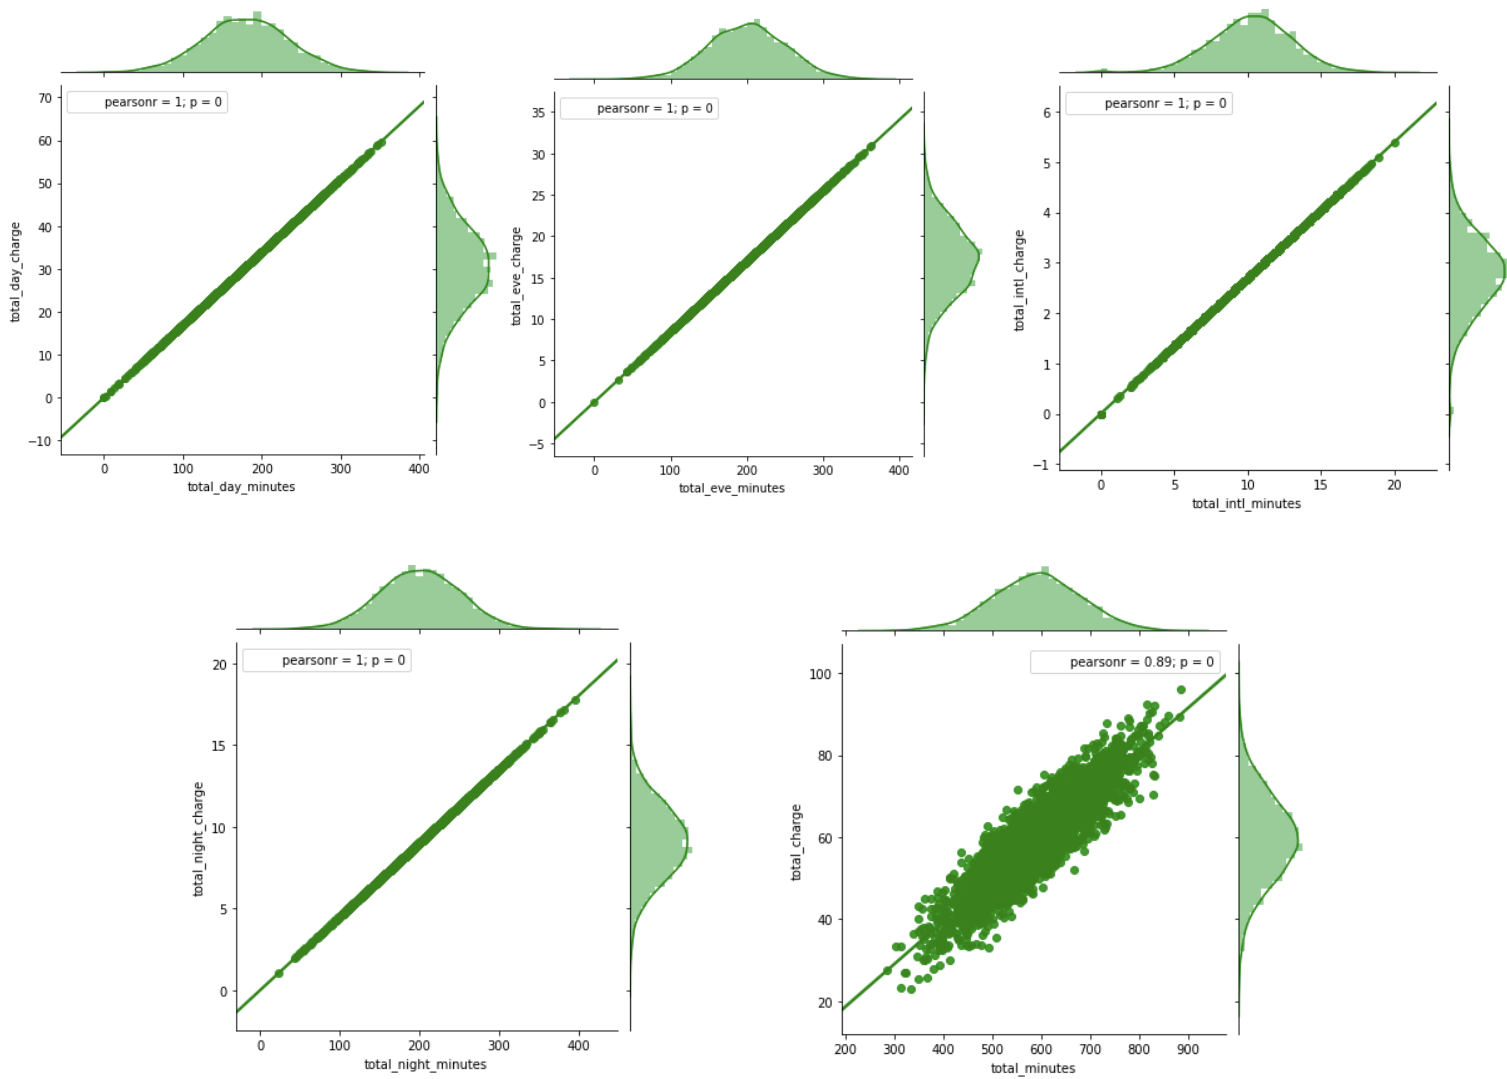 70
60
50
40
30
20
10
0
−10
total_day_charge
pearsonr = 1; p = 0
0 100 200 300 400
total_day_minutes
35
30
25
20
15
10
5
0
−5
total_eve_charge
pearsonr = 1; p = 0
0 100 200 300 400
total_eve_minutes
6
5
4
3
2
1
0
−1
total_intl_charge
pearsonr = 1; p = 0
0 5 10 15 20
total_intl_minutes
20
15
10
5
0
total_night_charge
pearsonr = 1; p = 0
0 100 200 300 400
total_night_minutes
100
80
60
40
20
total_charge
pearsonr = 0.89; p = 0
200 300 400 500 600 700 800 900
total_minutes